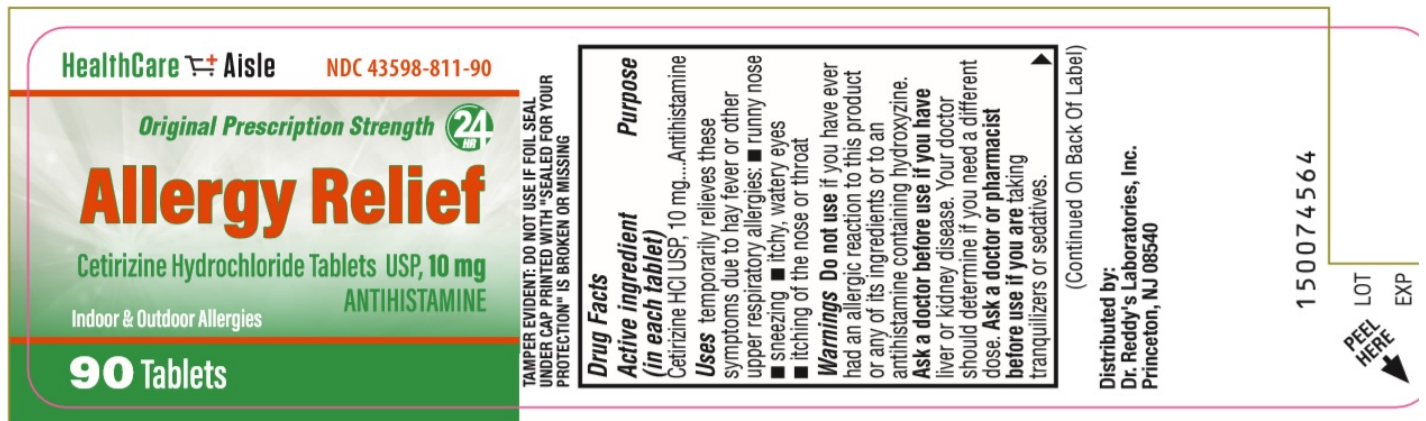 HealthCare Aisle
NDC 43598-811-90
Original Prescription Strength
24
HR
Allergy Relief
Cetirizine Hydrochloride Tablets USP, 10 mg
ANTIHISTAMINE
Indoor & Outdoor Allergies
90 Tablets
TAMPER EVIDENT: DO NOT USE IF FOIL SEAL
UNDER CAP PRINTED WITH "SEALED FOR YOUR
PROTECTION" IS BROKEN OR MISSING
Drug Facts
Active ingredient Purpose
(in each tablet)
Cetirizine HCl USP, 10 mg....Antihistamine
Uses temporarily relieves these
symptoms due to hay fever or other
upper respiratory allergies: ■ runny nose
■ sneezing ■ itchy, watery eyes
■ itching of the nose or throat
Warnings Do not use if you have ever
had an allergic reaction to this product
or any of its ingredients or to an
antihistamine containing hydroxyzine.
Ask a doctor before use if you have
liver or kidney disease. Your doctor
should determine if you need a different
dose. Ask a doctor or pharmacist
before use if you are taking
tranquilizers or sedatives.
(Continued On Back Of Label)
Distributed by:
Dr. Reddy's Laboratories, Inc.
Princeton, NJ 08540
150074564
LOT
EXP
PEEL
HERE